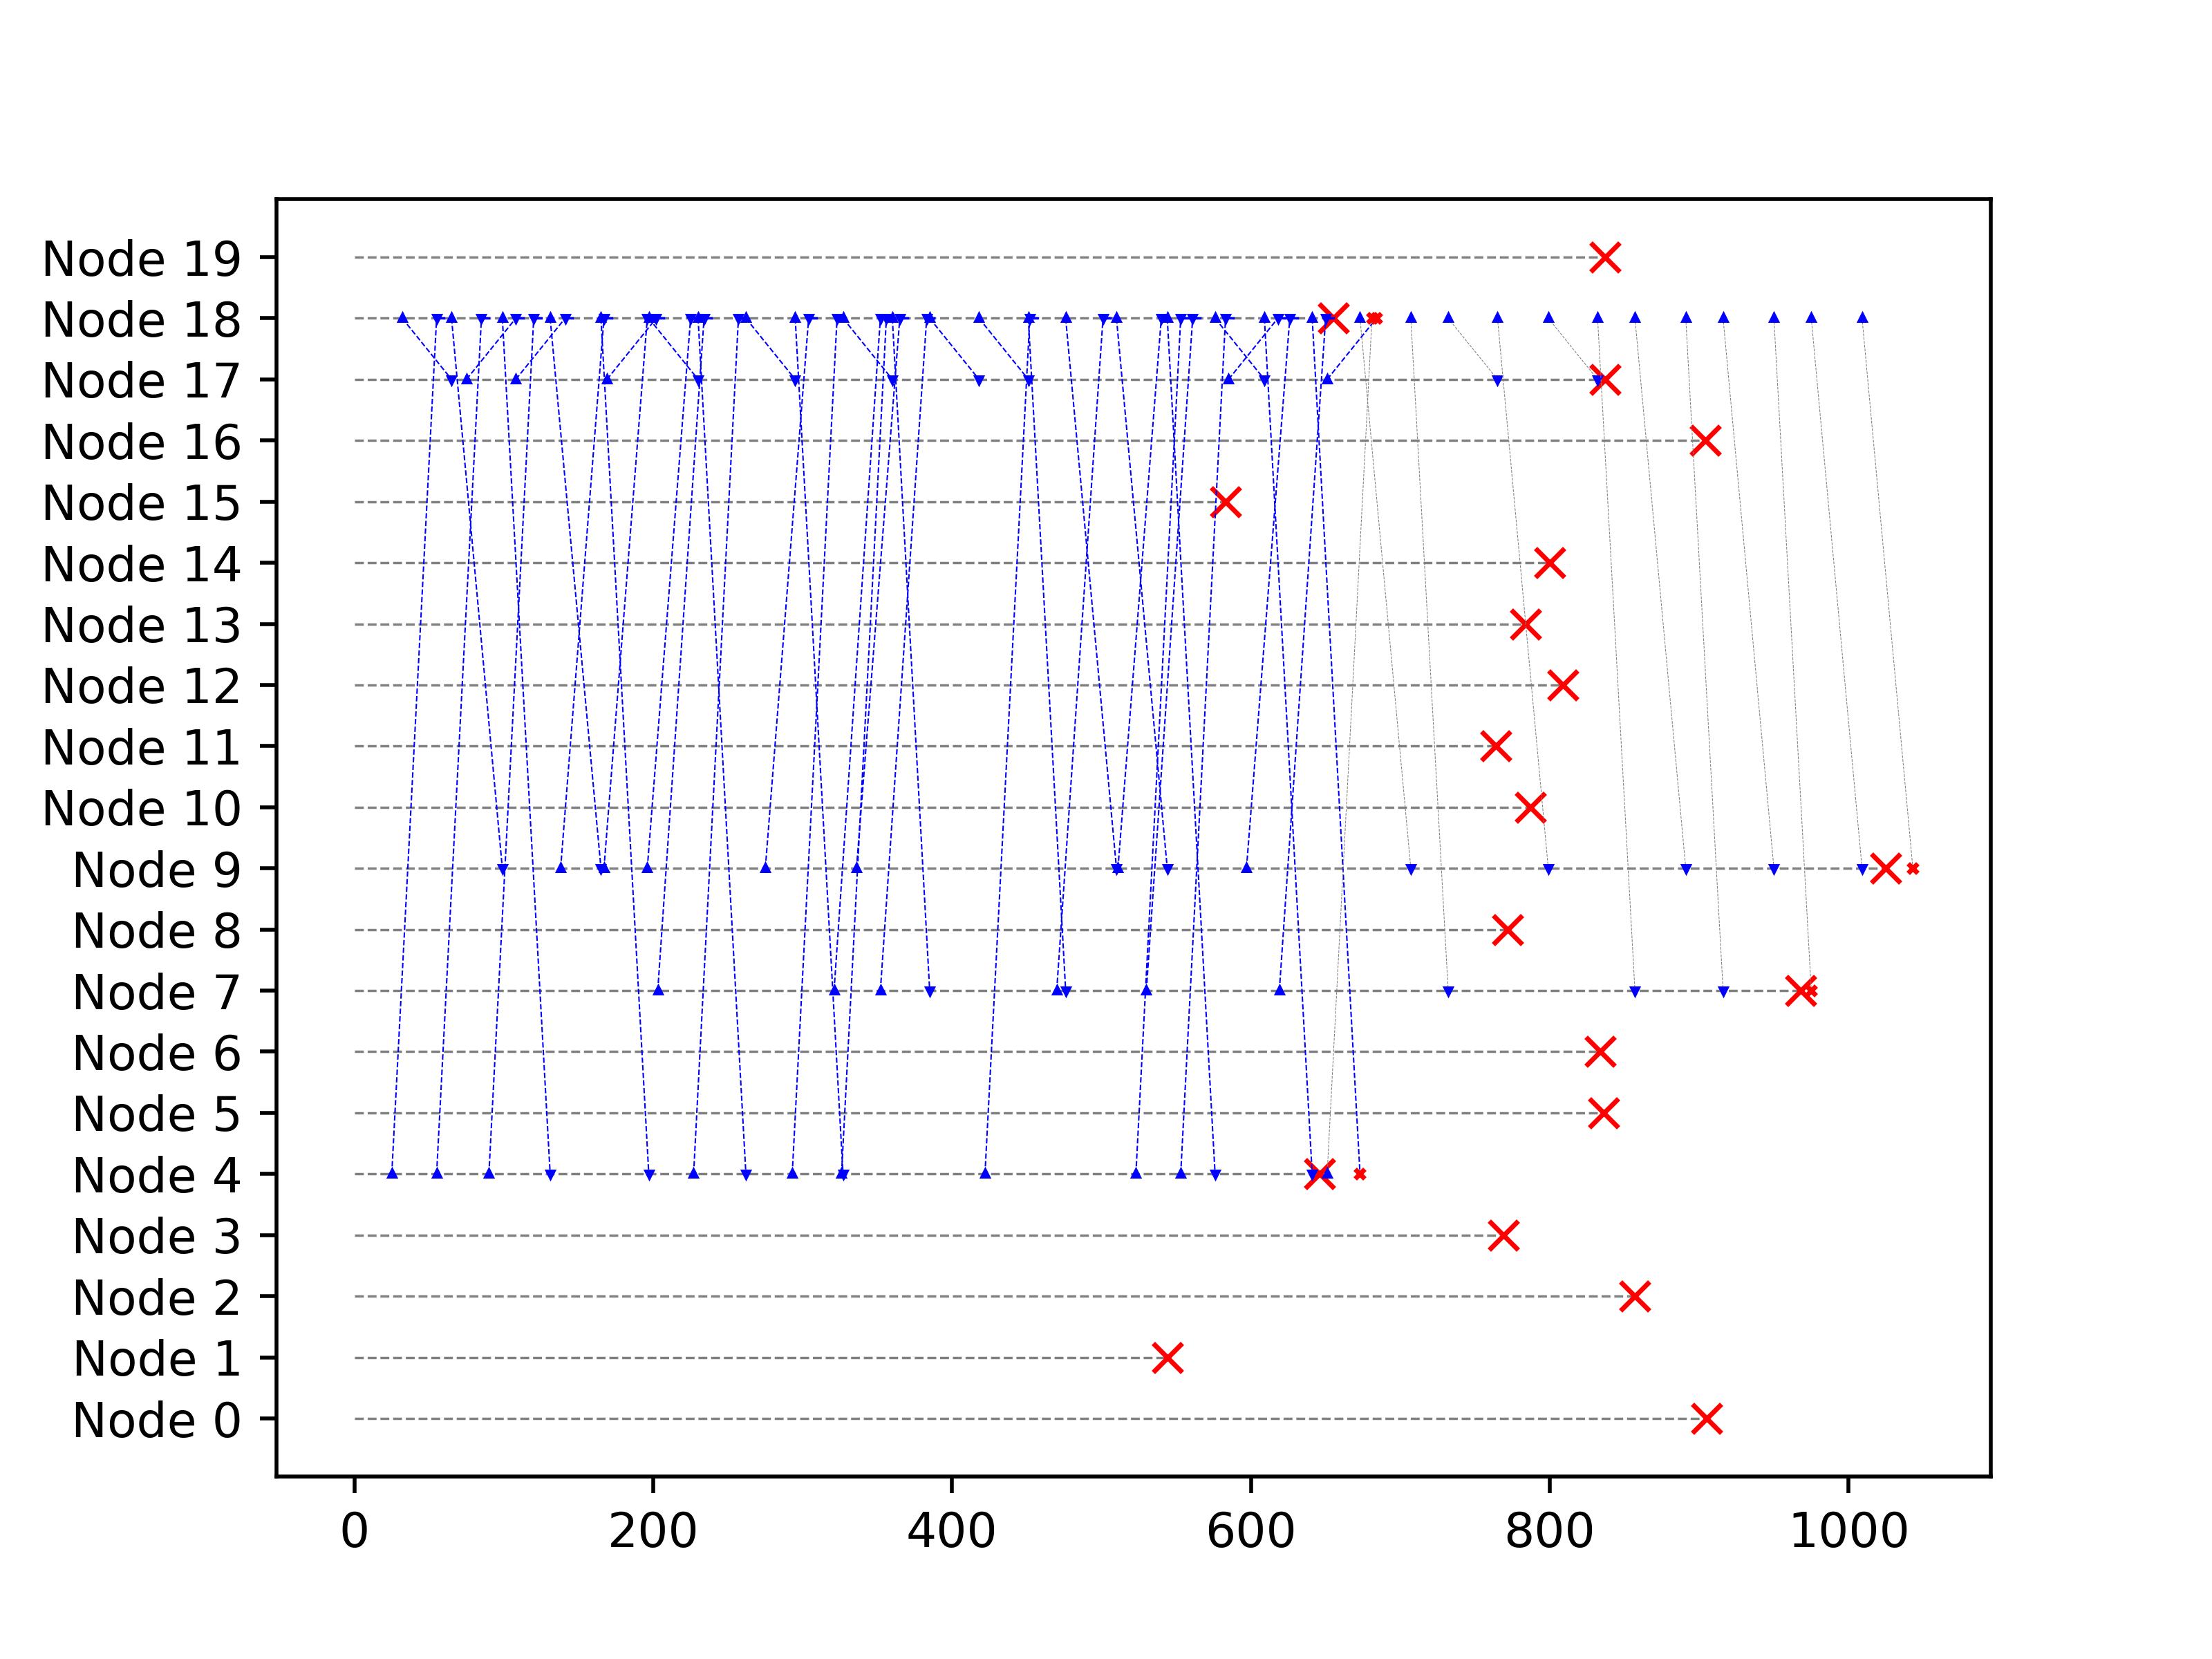 Node 19
Node 18
Node 17
Node 16
Node 15
Node 14
Node 13
Node 12
Node 11
Node 10
Node 9
Node 8
Node 7
Node 6
Node 5
Node 4
Node 3
Node 2
Node 1
Node 0
0 200 400 600 800 1000